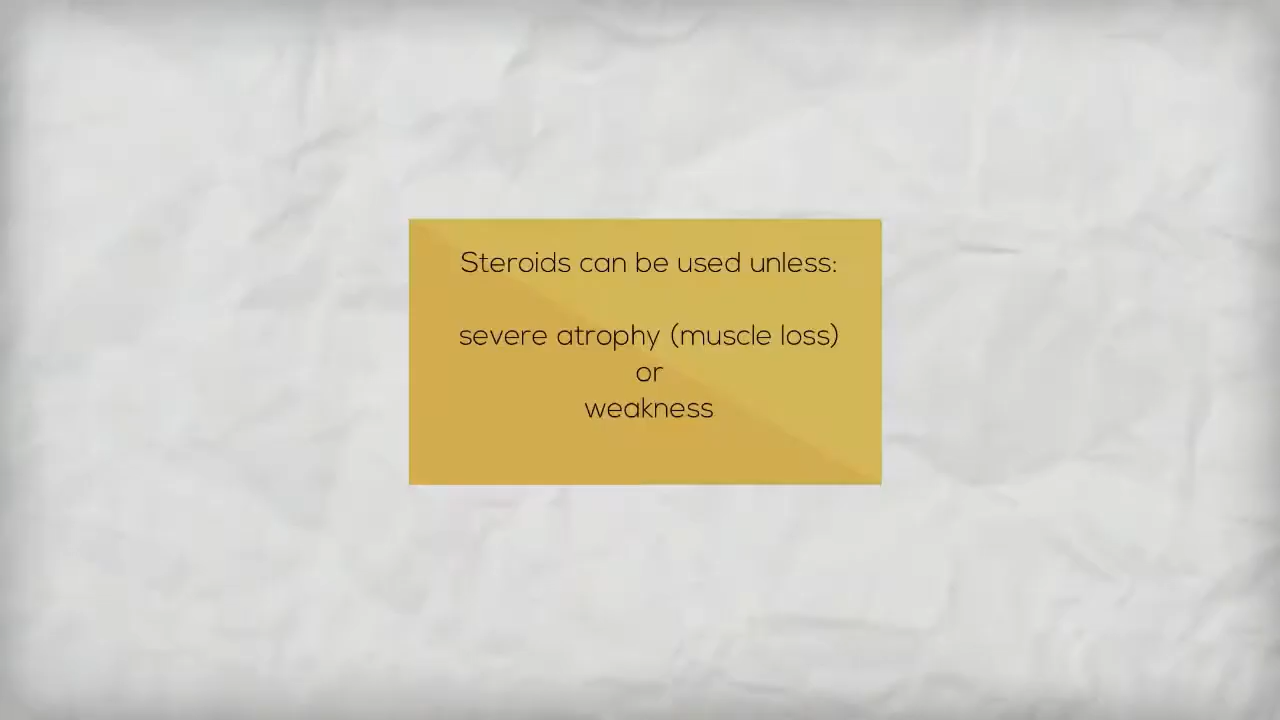 Steroids can be used unless:
severe atrophy (muscle loss)
or
weakness